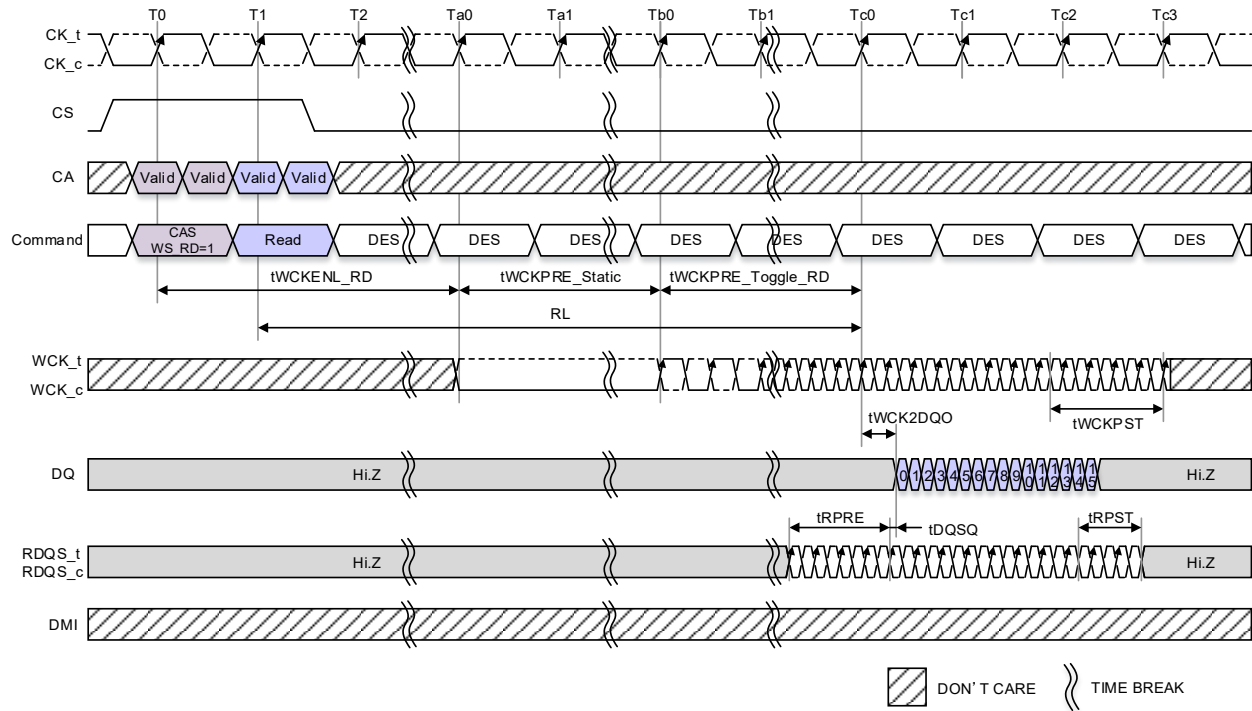 T0 T1 T2 Ta0 Ta1 Tb0 Tb1 Tc0 Tc1 Tc2 Tc3
CK_t
CK_c
CS
CA Valid Valid Valid Valid
Command CAS WS_RD=1 Read DES DES DES DES DES DES DES DES DES
tWCKENL_RD tWCKPRE_Static tWCKPRE_Toggle_RD
RL
WCK_t
WCK_c
tWCK2DQO tWCKPST
DQ Hi.Z 0 1 2 3 4 5 6 7 8 9 10 11 12 13 14 15 Hi.Z
tRPRE tDQSQ tRPST
RDQS_t
RDQS_c Hi.Z Hi.Z
DMI
DON'T CARE TIME BREAK